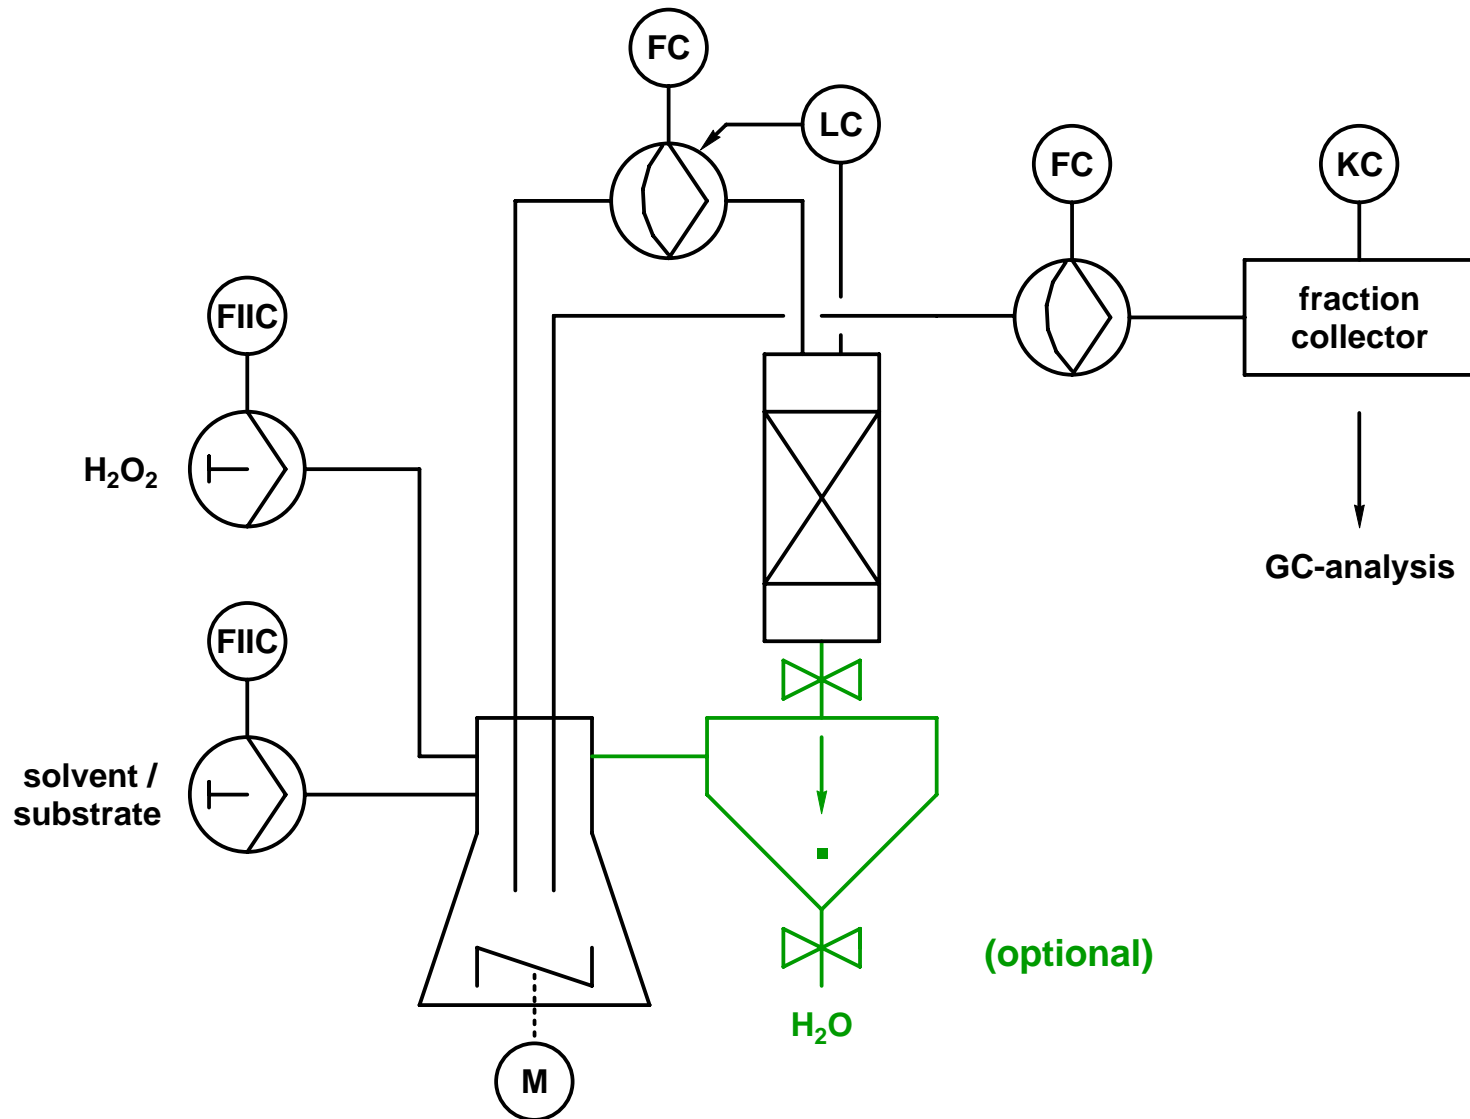 FC
LC
FC
KC
FIIC
fraction
collector
H₂O₂
GC-analysis
FIIC
solvent /
substrate
(optional)
H₂O
M